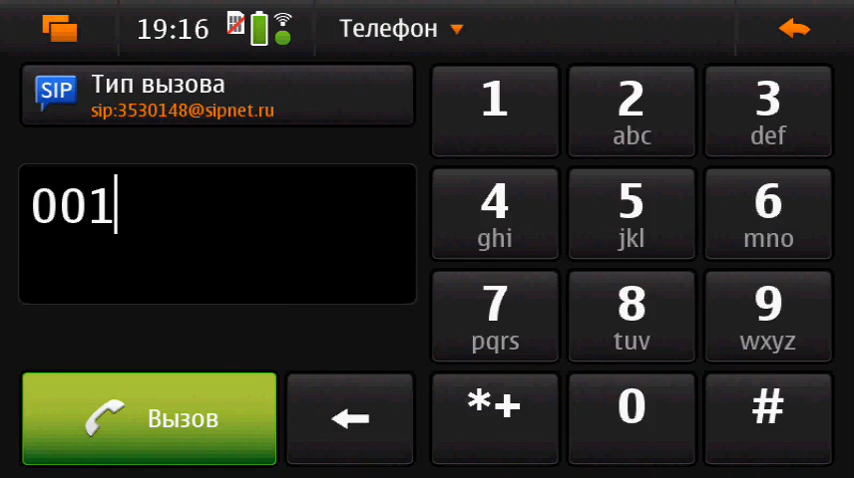 19:16 Телефон
SIP Тип вызова
sip:3530148@sipnet.ru
001
1 2 3
abc def
4 5 6
ghi jkl mno
7 8 9
pqrs tuv wxyz
Вызов *+ 0 #